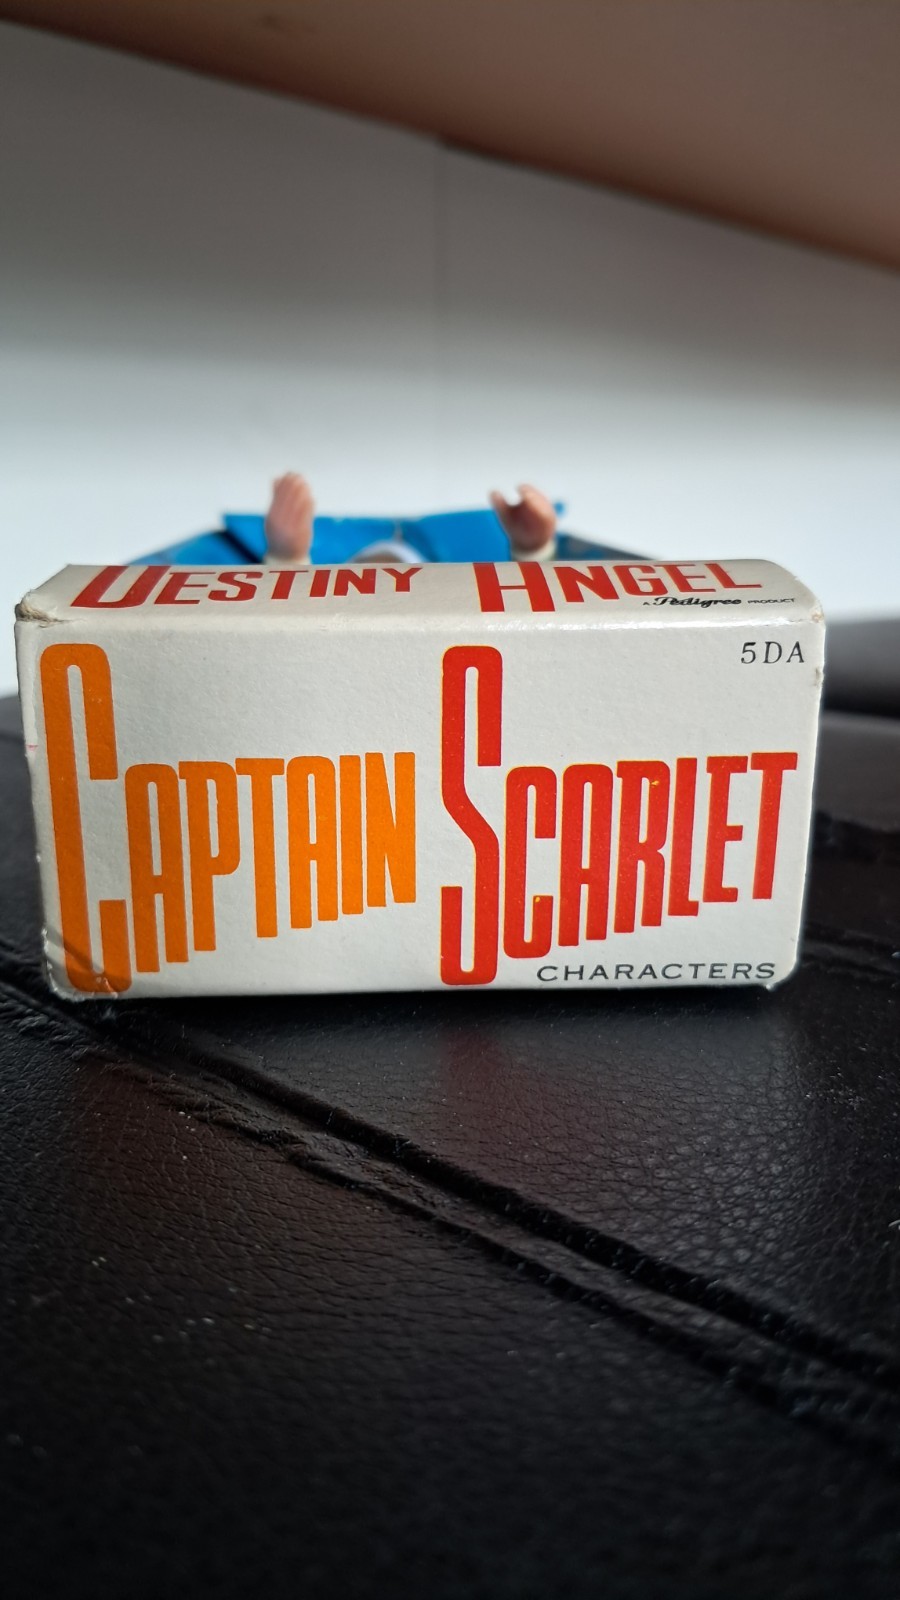 DESTINY ANGEL
A Pedigree PRODUCT
5DA
CAPTAIN SCARLET
CHARACTERS